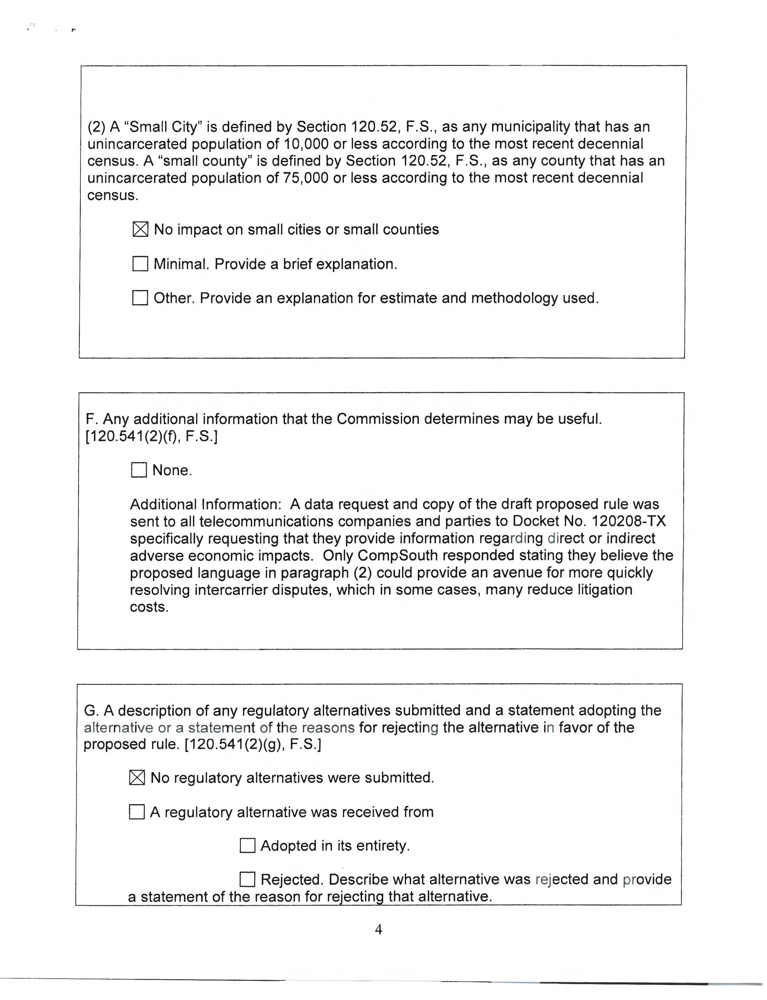 (2) A “Small City” is defined by Section 120.52, F.S., as any municipality that has an
unincarcerated population of 10,000 or less according to the most recent decennial
census. A “small county” is defined by Section 120.52, F.S., as any county that has an
unincarcerated population of 75,000 or less according to the most recent decennial
census.
☒ No impact on small cities or small counties
☐ Minimal. Provide a brief explanation.
☐ Other. Provide an explanation for estimate and methodology used.
F. Any additional information that the Commission determines may be useful.
[120.541(2)(f), F.S.]
☐ None.
Additional Information:  A data request and copy of the draft proposed rule was
sent to all telecommunications companies and parties to Docket No. 120208-TX
specifically requesting that they provide information regarding direct or indirect
adverse economic impacts.  Only CompSouth responded stating they believe the
proposed language in paragraph (2) could provide an avenue for more quickly
resolving intercarrier disputes, which in some cases, many reduce litigation
costs.
G. A description of any regulatory alternatives submitted and a statement adopting the
alternative or a statement of the reasons for rejecting the alternative in favor of the
proposed rule. [120.541(2)(g), F.S.]
☒ No regulatory alternatives were submitted.
☐ A regulatory alternative was received from
☐ Adopted in its entirety.
☐ Rejected. Describe what alternative was rejected and provide
a statement of the reason for rejecting that alternative.
4